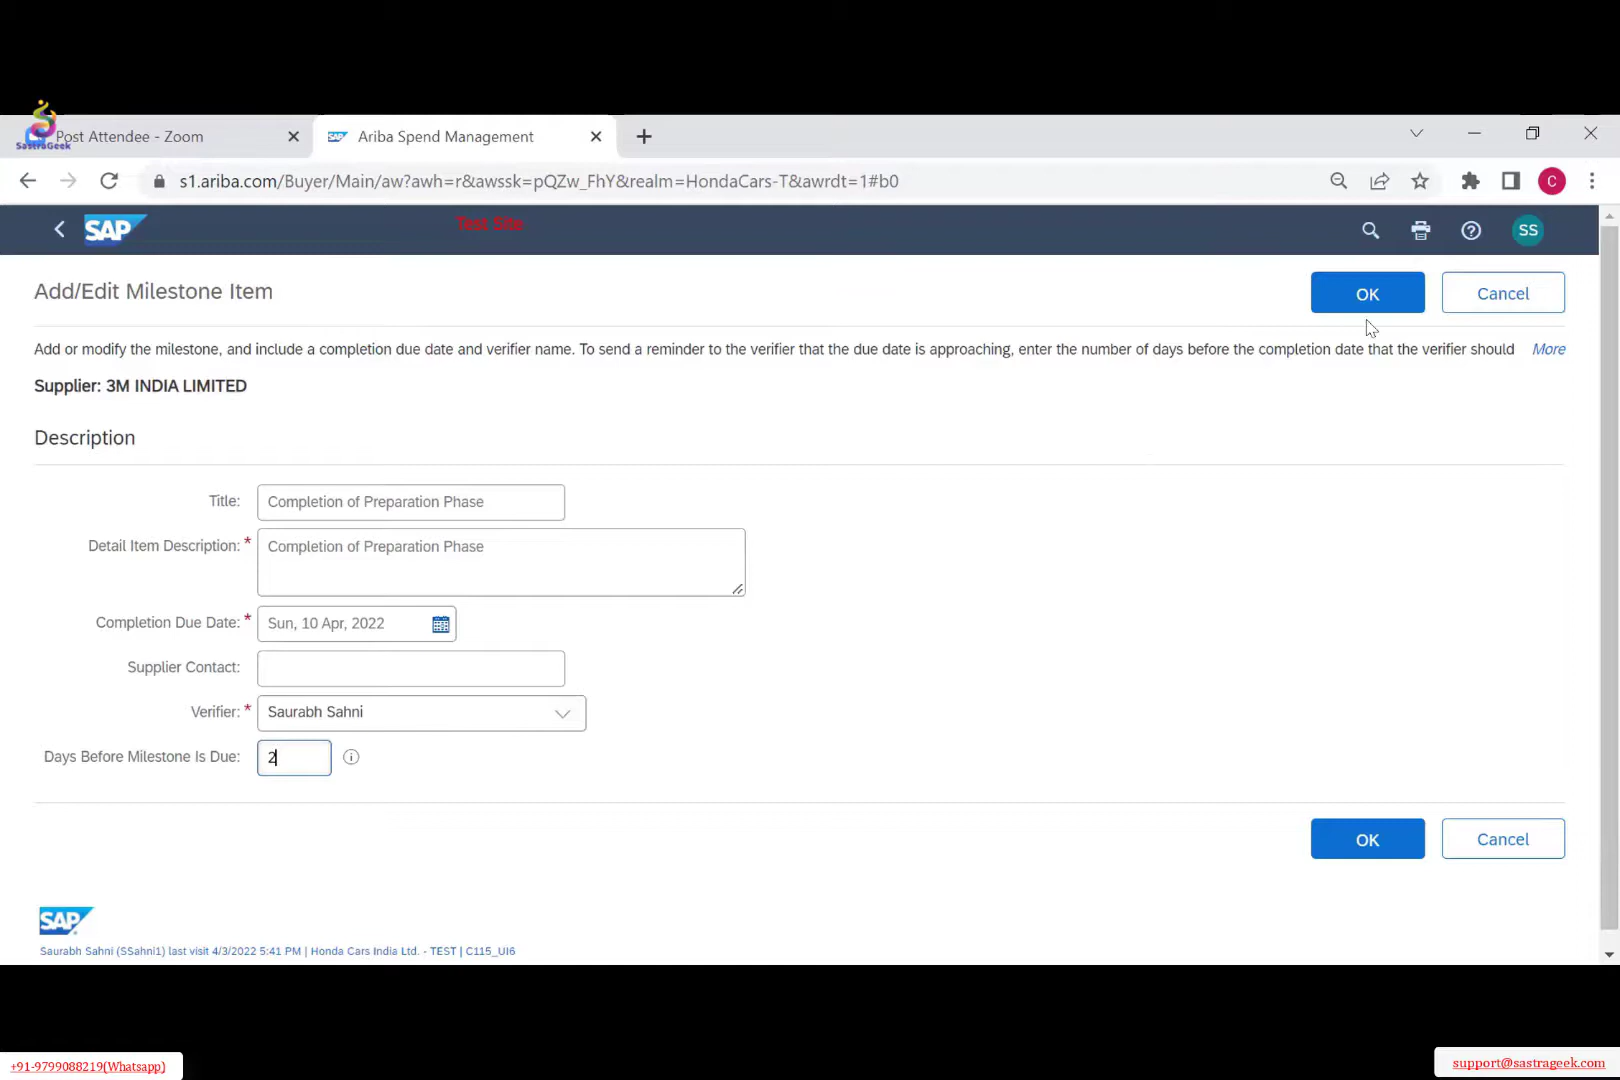 Post Attendee - Zoom
Ariba Spend Management
SastraGeek
s1.ariba.com/Buyer/Main/aw?awh=r&awssk=pQZw_FhY&realm=HondaCars-T&awrdt=1#b0
C
SAP
Test Site
SS
Add/Edit Milestone Item
OK
Cancel
Add or modify the milestone, and include a completion due date and verifier name. To send a reminder to the verifier that the due date is approaching, enter the number of days before the completion date that the verifier should More
Supplier: 3M INDIA LIMITED
Description
Title: Completion of Preparation Phase
Detail Item Description: * Completion of Preparation Phase
Completion Due Date: * Sun, 10 Apr, 2022
Supplier Contact:
Verifier: * Saurabh Sahni
Days Before Milestone Is Due: 2
OK
Cancel
SAP
Saurabh Sahni (SSahni1) last visit 4/3/2022 5:41 PM | Honda Cars India Ltd. - TEST | C115_UI6
+91-9799088219(Whatsapp)
support@sastrageek.com